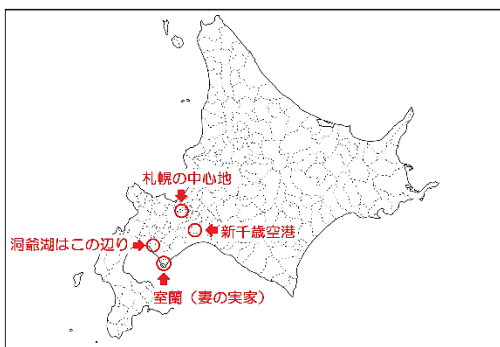 札幌の中心地
新千歳空港
洞爺湖はこの辺り
室蘭（妻の実家）